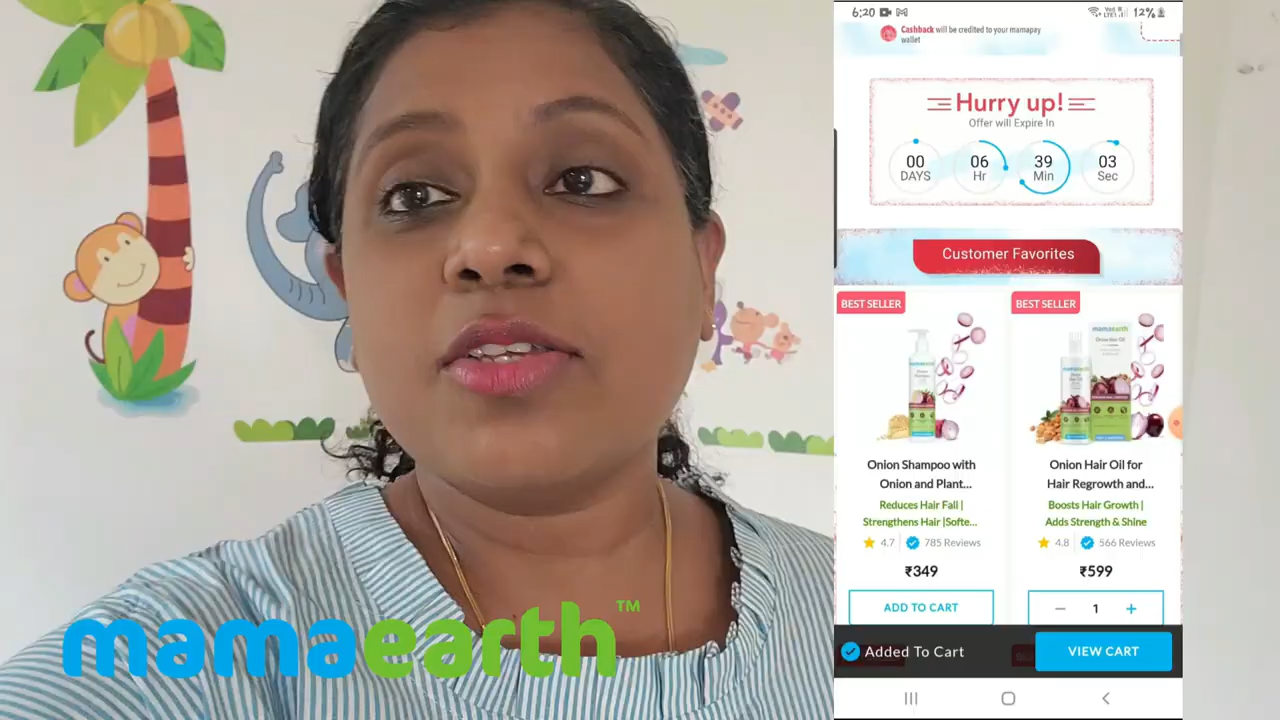 mamaearth™
6:20
12%
Cashback will be credited to your mamapay
wallet
Hurry up!
Offer will Expire In
00
DAYS
06
Hr
39
Min
03
Sec
Customer Favorites
BEST SELLER
Onion Shampoo with
Onion and Plant...
Reduces Hair Fall |
Strengthens Hair |Softe...
4.7
785 Reviews
₹349
ADD TO CART
BEST SELLER
mamaearth
Onion Hair Oil
Onion Hair Oil for
Hair Regrowth and...
Boosts Hair Growth |
Adds Strength & Shine
4.8
566 Reviews
₹599
1
Added To Cart
VIEW CART